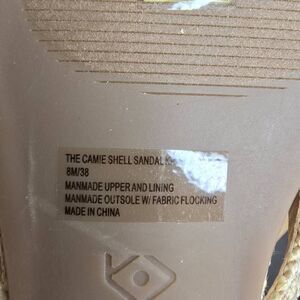 THE CAMIE SHELL SANDAL
8M/38
MANMADE UPPER AND LINING
MANMADE OUTSOLE W/ FABRIC FLOCKING
MADE IN CHINA